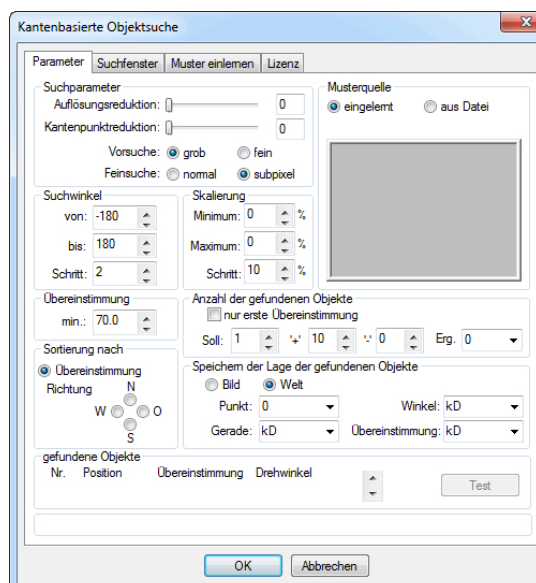 Kantenbasierte Objektsuche
Parameter Suchfenster Muster einlernen Lizenz
Suchparameter
Auflösungsreduktion: 0
Kantenpunktreduktion: 0
Vorsuche: grob fein
Feinsuche: normal subpixel
Musterquelle
eingelernt aus Datei
Suchwinkel
von: -180
bis: 180
Schritt: 2
Skalierung
Minimum: 0 %
Maximum: 0 %
Schritt: 10 %
Übereinstimmung
min.: 70.0
Anzahl der gefundenen Objekte
nur erste Übereinstimmung
Soll: 1 '+' 10 '-' 0 Erg. 0
Sortierung nach
Übereinstimmung
Richtung N
W O
S
Speichern der Lage der gefundenen Objekte
Bild Welt
Punkt: 0 Winkel: kD
Gerade: kD Übereinstimmung: kD
gefundene Objekte
Nr. Position Übereinstimmung Drehwinkel
Test
OK Abbrechen